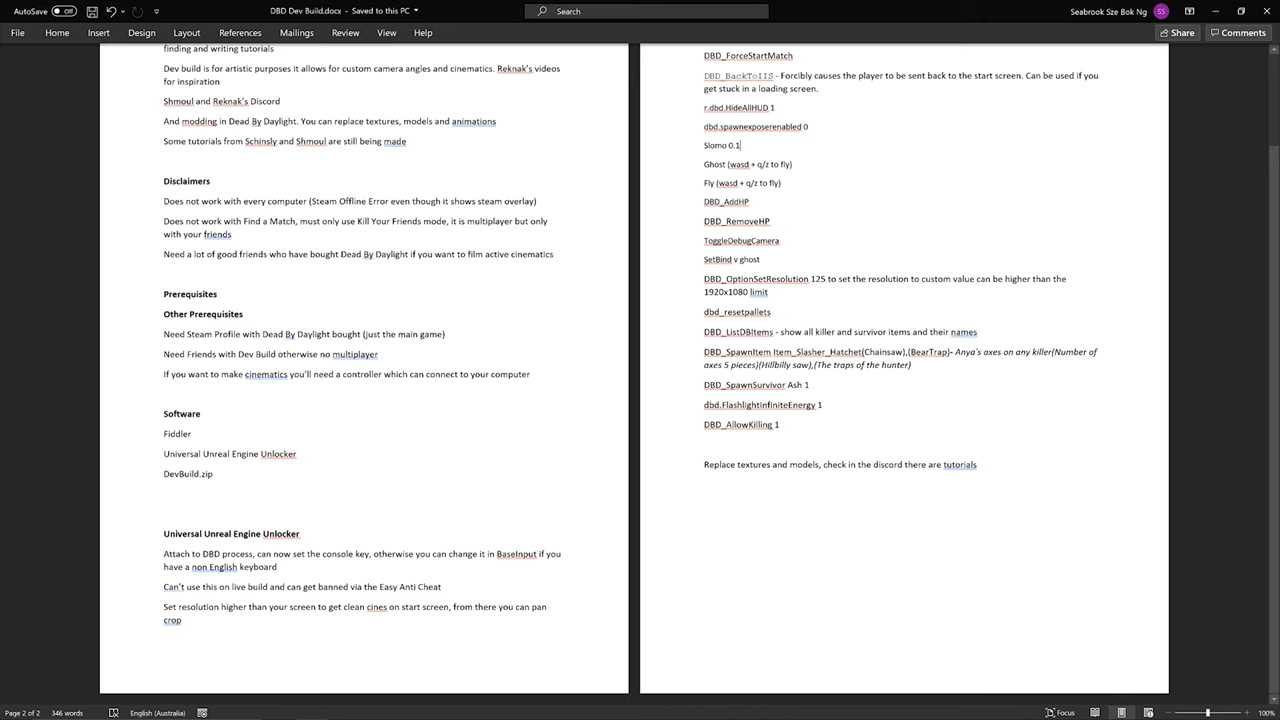 AutoSave Off
DBD Dev Build.docx - Saved to this PC
Search
Seabrook Sze Bok Ng SS
File Home Insert Draw Design Layout References Mailings Review View Help Share Comments
finding and writing tutorials
Dev build is for artistic purposes it allows for custom camera angles and cinematics. Reknak's videos
for inspiration
Shmoul and Reknak's Discord
And modding in Dead By Daylight. You can replace textures, models and animations
Some tutorials from Schinsly and Shmoul are still being made
Disclaimers
Does not work with every computer (Steam Offline Error even though it shows steam overlay)
Does not work with Find a Match, must only use Kill Your Friends mode, it is multiplayer but only
with your friends
Need a lot of good friends who have bought Dead By Daylight if you want to film active cinematics
Prerequisites
Other Prerequisites
Need Steam Profile with Dead By Daylight bought (just the main game)
Need Friends with Dev Build otherwise no multiplayer
If you want to make cinematics you'll need a controller which can connect to your computer
Software
Fiddler
Universal Unreal Engine Unlocker
DevBuild.zip
Universal Unreal Engine Unlocker
Attach to DBD process, can now set the console key, otherwise you can change it in BaseInput if you
have a non English keyboard
Can't use this on live build and can get banned via the Easy Anti Cheat
Set resolution higher than your screen to get clean cines on start screen, from there you can pan
crop
DBD_ForceStartMatch
DBD_BackToIIS - Forcibly causes the player to be sent back to the start screen. Can be used if you
get stuck in a loading screen.
r.dbd.HideAllHUD 1
dbd.spawnexposerenabled 0
Slomo 0.1
Ghost (wasd + q/z to fly)
Fly (wasd + q/z to fly)
DBD_AddHP
DBD_RemoveHP
ToggleDebugCamera
SetBind v ghost
DBD_OptionSetResolution 125 to set the resolution to custom value can be higher than the
1920x1080 limit
dbd_resetpallets
DBD_ListDBItems - show all killer and survivor items and their names
DBD_SpawnItem Item_Slasher_Hatchet(Chainsaw),(BearTrap)- Anya's axes on any killer(Number of
axes 5 pieces)(Hillbilly saw),(The traps of the hunter)
DBD_SpawnSurvivor Ash 1
dbd.FlashlightInfiniteEnergy 1
DBD_AllowKilling 1
Replace textures and models, check in the discord there are tutorials
Page 2 of 2 346 words English (Australia) Focus 100%